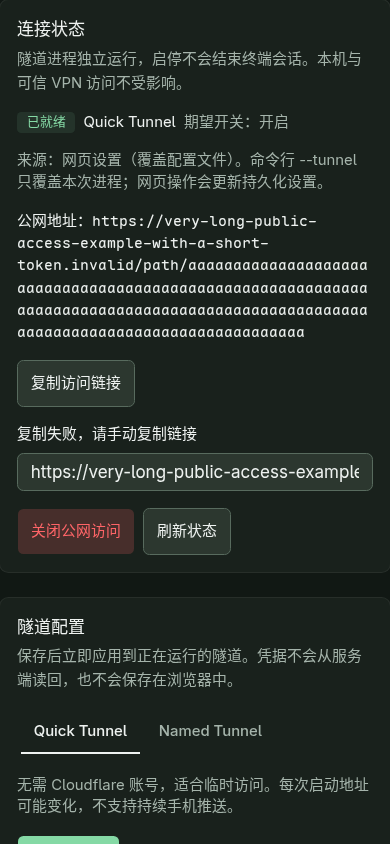 连接状态
隧道进程独立运行，启停不会结束终端会话。本机与
可信 VPN 访问不受影响。
已就绪 Quick Tunnel 期望开关：开启
来源：网页设置（覆盖配置文件）。命令行 --tunnel
只覆盖本次进程；网页操作会更新持久化设置。
公网地址：https://very-long-public-
access-example-with-a-short-
token.invalid/path/aaaaaaaaaaaaaaaaaaaa
aaaaaaaaaaaaaaaaaaaaaaaaaaaaaaaaaaaaaaa
aaaaaaaaaaaaaaaaaaaaaaaaaaaaaaaaaaaaaaa
aaaaaaaaaaaaaaaaaaaaaaaaaaaaaaaa
复制访问链接
复制失败，请手动复制链接
https://very-long-public-access-example
关闭公网访问 刷新状态
隧道配置
保存后立即应用到正在运行的隧道。凭据不会从服务
端读回，也不会保存在浏览器中。
Quick Tunnel Named Tunnel
无需 Cloudflare 账号，适合临时访问。每次启动地址
可能变化，不支持持续手机推送。